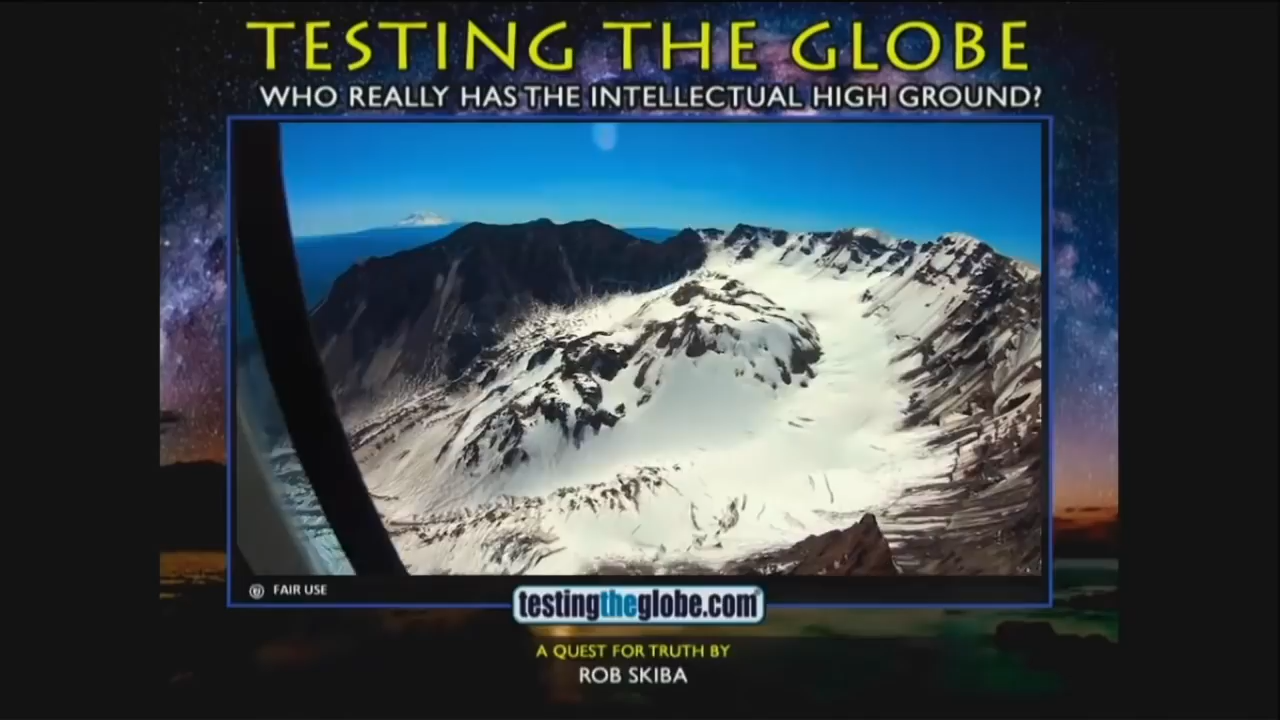 TESTING THE GLOBE
WHO REALLY HAS THE INTELLECTUAL HIGH GROUND?
FAIR USE
testingtheglobe.com
A QUEST FOR TRUTH BY
ROB SKIBA